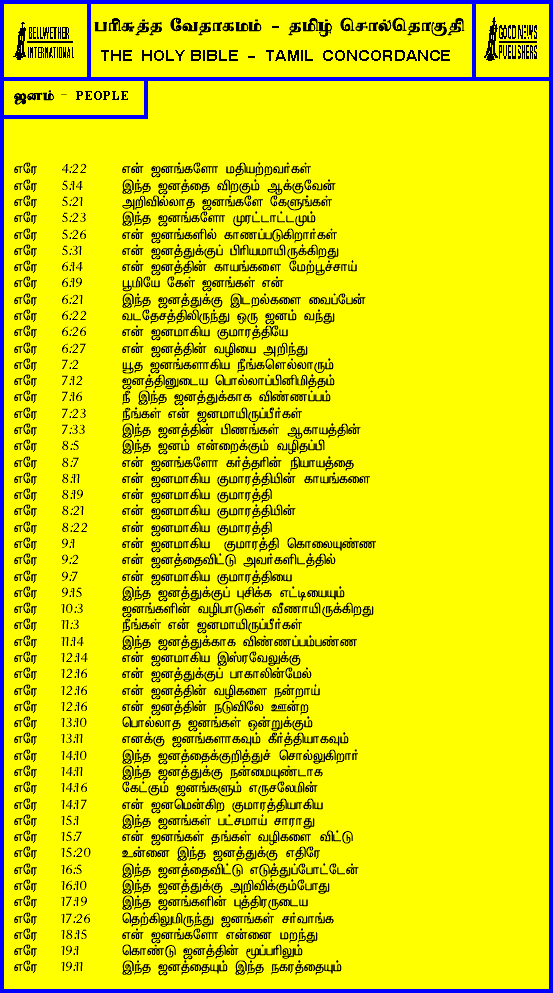 BELLWETHER
INTERNATIONAL
பரிசுத்த வேதாகமம் - தமிழ் சொல்தொகுதி
THE HOLY BIBLE - TAMIL CONCORDANCE
GOOD NEWS
PUBLISHERS
ஜனம் - PEOPLE
எரே 4:22 என் ஜனங்களோ மதியற்றவர்கள்
எரே 5:14 இந்த ஜனத்தை விறகும் ஆக்குவேன்
எரே 5:21 அறிவில்லாத ஜனங்களே கேளுங்கள்
எரே 5:23 இந்த ஜனங்களோ முரட்டாட்டமும்
எரே 5:26 என் ஜனங்களில் காணப்படுகிறார்கள்
எரே 5:31 என் ஜனத்துக்குப் பிரியமாயிருக்கிறது
எரே 6:14 என் ஜனத்தின் காயங்களை மேற்பூச்சாய்
எரே 6:19 பூமியே கேள் ஜனங்கள் என்
எரே 6:21 இந்த ஜனத்துக்கு இடறல்களை வைப்பேன்
எரே 6:22 வடதேசத்திலிருந்து ஒரு ஜனம் வந்து
எரே 6:26 என் ஜனமாகிய குமாரத்தியே
எரே 6:27 என் ஜனத்தின் வழியை அறிந்து
எரே 7:2 யூத ஜனங்களாகிய நீங்களெல்லாரும்
எரே 7:12 ஜனத்தினுடைய பொல்லாப்பினிமித்தம்
எரே 7:16 நீ இந்த ஜனத்துக்காக விண்ணப்பம்
எரே 7:23 நீங்கள் என் ஜனமாயிருப்பீர்கள்
எரே 7:33 இந்த ஜனத்தின் பிணங்கள் ஆகாயத்தின்
எரே 8:5 இந்த ஜனம் என்றைக்கும் வழிதப்பி
எரே 8:7 என் ஜனங்களோ கர்த்தரின் நியாயத்தை
எரே 8:11 என் ஜனமாகிய குமாரத்தியின் காயங்களை
எரே 8:19 என் ஜனமாகிய குமாரத்தி
எரே 8:21 என் ஜனமாகிய குமாரத்தியின்
எரே 8:22 என் ஜனமாகிய குமாரத்தி
எரே 9:1 என் ஜனமாகிய குமாரத்தி கொலையுண்ண
எரே 9:2 என் ஜனத்தைவிட்டு அவர்களிடத்தில்
எரே 9:7 என் ஜனமாகிய குமாரத்தியை
எரே 9:15 இந்த ஜனத்துக்குப் புசிக்க எட்டியையும்
எரே 10:3 ஜனங்களின் வழிபாடுகள் வீணாயிருக்கிறது
எரே 11:3 நீங்கள் என் ஜனமாயிருப்பீர்கள்
எரே 11:14 இந்த ஜனத்துக்காக விண்ணப்பம்பண்ண
எரே 12:14 என் ஜனமாகிய இஸ்ரவேலுக்கு
எரே 12:16 என் ஜனத்துக்குப் பாகாலின்மேல்
எரே 12:16 என் ஜனத்தின் வழிகளை நன்றாய்
எரே 12:16 என் ஜனத்தின் நடுவிலே ஊன்ற
எரே 13:10 பொல்லாத ஜனங்கள் ஒன்றுக்கும்
எரே 13:11 எனக்கு ஜனங்களாகவும் கீர்த்தியாகவும்
எரே 14:10 இந்த ஜனத்தைக்குறித்துச் சொல்லுகிறார்
எரே 14:11 இந்த ஜனத்துக்கு நன்மையுண்டாக
எரே 14:16 கேட்கும் ஜனங்களும் எருசலேமின்
எரே 14:17 என் ஜனமென்கிற குமாரத்தியாகிய
எரே 15:1 இந்த ஜனங்கள் பட்சமாய் சாராது
எரே 15:7 என் ஜனங்கள் தங்கள் வழிகளை விட்டு
எரே 15:20 உன்னை இந்த ஜனத்துக்கு எதிரே
எரே 16:5 இந்த ஜனத்தைவிட்டு எடுத்துப்போட்டேன்
எரே 16:10 இந்த ஜனத்துக்கு அறிவிக்கும்போது
எரே 17:19 இந்த ஜனங்களின் புத்திரருடைய
எரே 17:26 தெற்கிலுமிருந்து ஜனங்கள் சர்வாங்க
எரே 18:15 என் ஜனங்களோ என்னை மறந்து
எரே 19:1 கொண்டு ஜனத்தின் மூப்பரிலும்
எரே 19:11 இந்த ஜனத்தையும் இந்த நகரத்தையும்